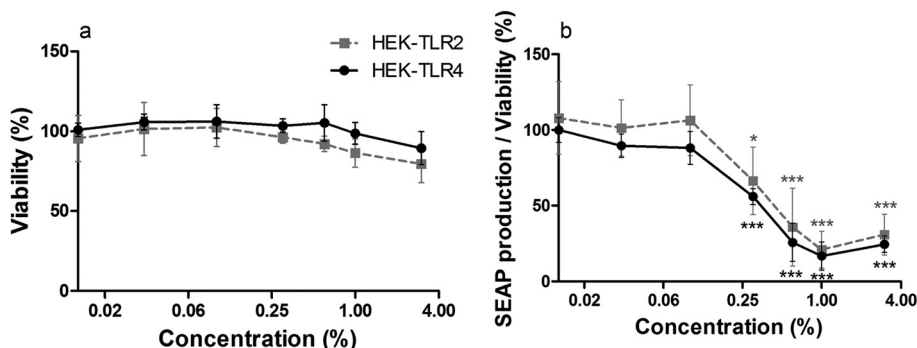 a
HEK-TLR2
HEK-TLR4
Viability (%)
150
100
50
0
0.02 0.06 0.25 1.00 4.00
Concentration (%)
b
SEAP production / Viability (%)
150
100
50
0
*
***
***
***
***
***
***
***
0.02 0.06 0.25 1.00 4.00
Concentration (%)